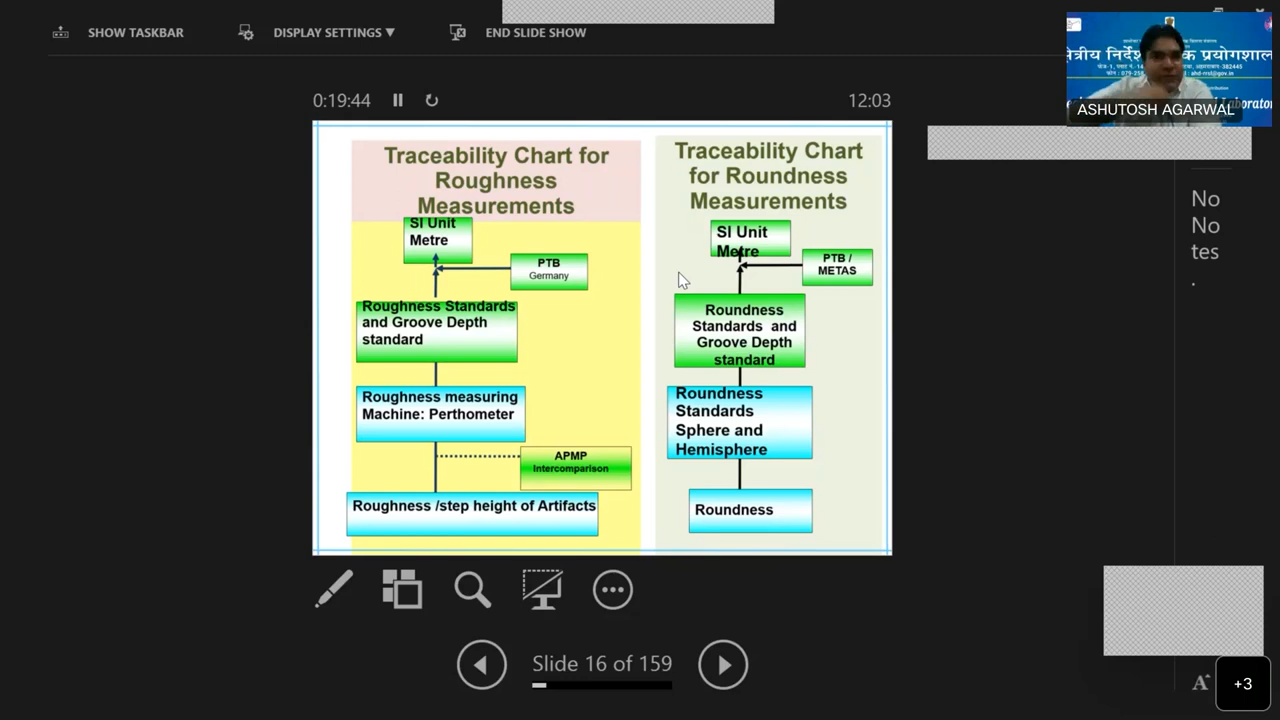 SHOW TASKBAR
DISPLAY SETTINGS ▼
END SLIDE SHOW
0:19:44
12:03
Traceability Chart for
Roughness
Measurements
SI Unit
Metre
PTB
Germany
Roughness Standards
and Groove Depth
standard
Roughness measuring
Machine: Perthometer
APMP
Intercomparison
Roughness /step height of Artifacts
Traceability Chart
for Roundness
Measurements
SI Unit
Metre
PTB /
METAS
Roundness
Standards and
Groove Depth
standard
Roundness
Standards
Sphere and
Hemisphere
Roundness
Slide 16 of 159
ASHUTOSH AGARWAL
No
No
tes
.
A
+3